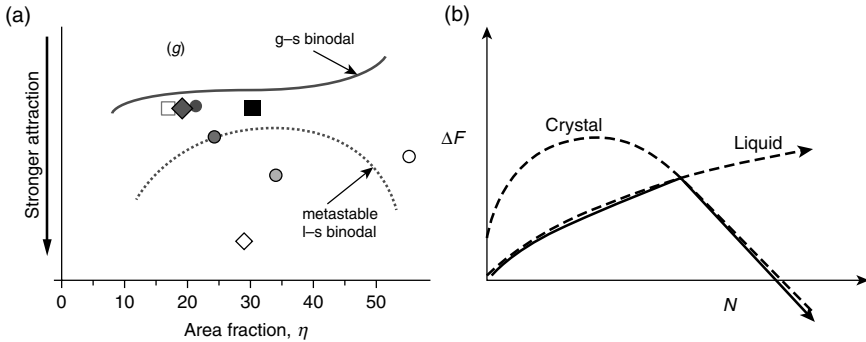 (a)
(g)
g–s binodal
Stronger attraction
metastable
l–s binodal
0
10
20
30
40
50
Area fraction, η
(b)
ΔF
Crystal
Liquid
N